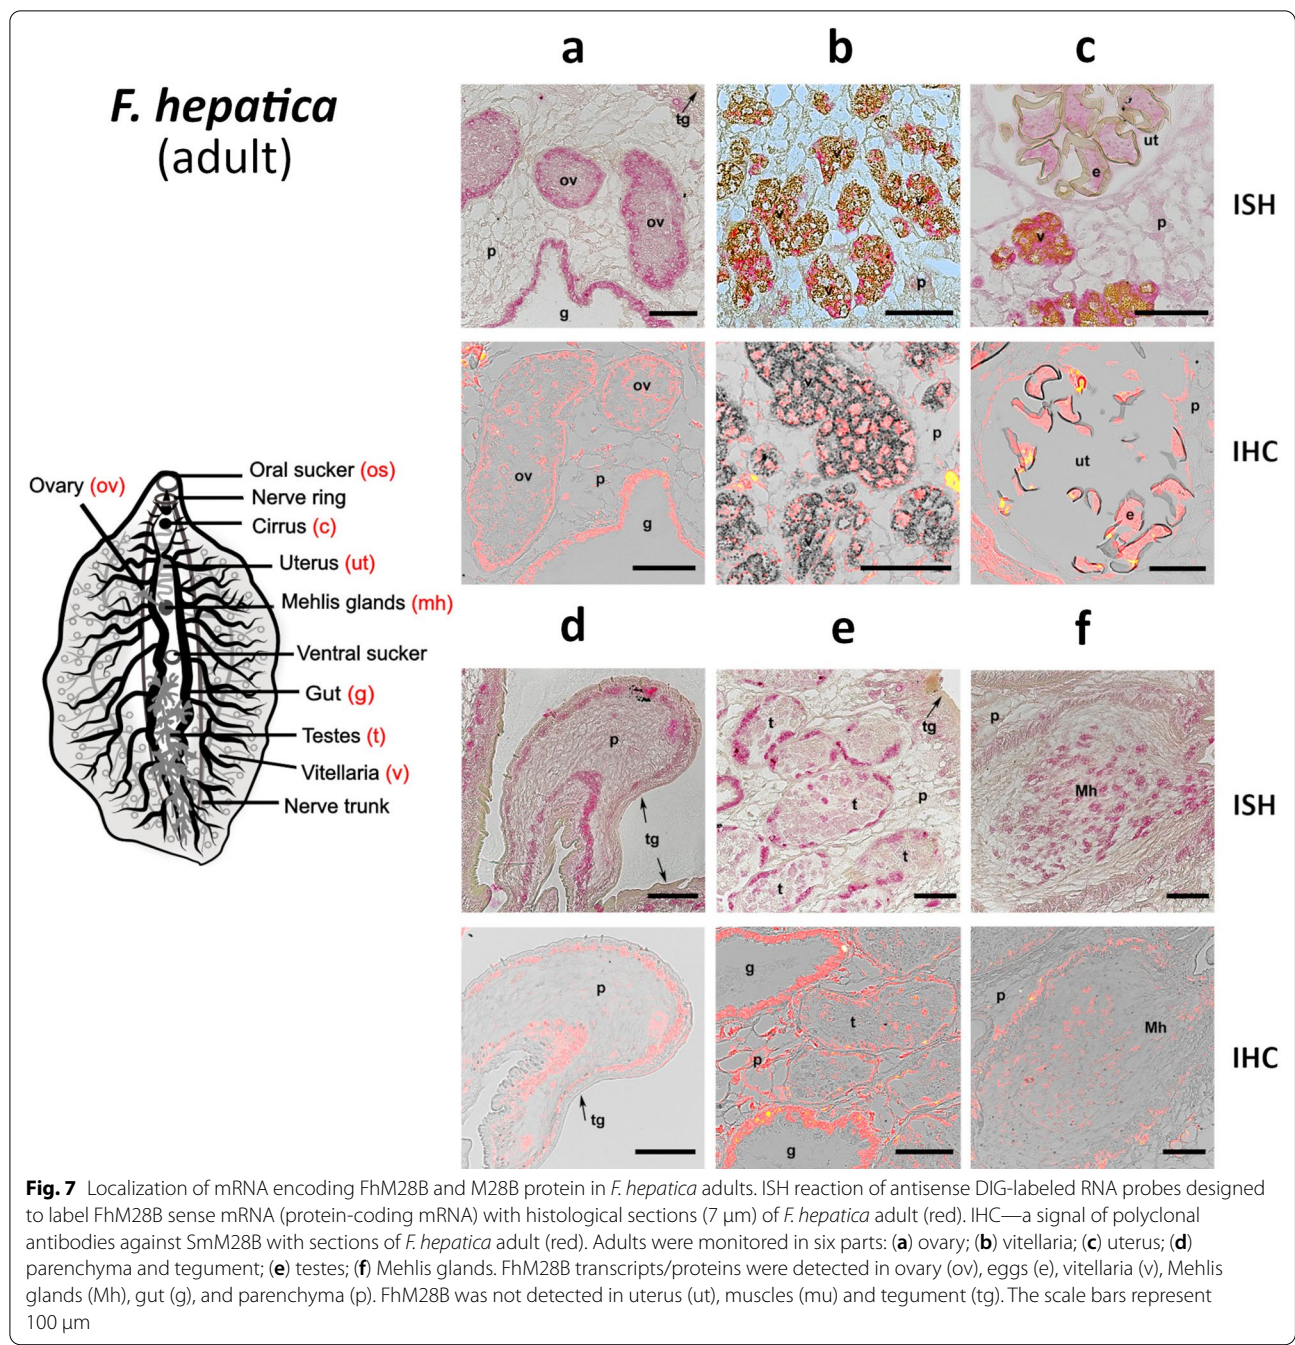 F. hepatica
(adult)
a
b
c
tg
ov
ov
p
g
v
v
v
p
ut
e
v
p
ISH
ov
ov
p
g
v
p
v
p
ut
e
IHC
Ovary (ov)
Oral sucker (os)
Nerve ring
Cirrus (c)
Uterus (ut)
Mehlis glands (mh)
Ventral sucker
Gut (g)
Testes (t)
Vitellaria (v)
Nerve trunk
d
e
f
p
tg
t
tg
p
t
t
t
p
Mh
ISH
p
tg
g
t
p
g
p
Mh
IHC
Fig. 7 Localization of mRNA encoding FhM28B and M28B protein in F. hepatica adults. ISH reaction of antisense DIG-labeled RNA probes designed
to label FhM28B sense mRNA (protein-coding mRNA) with histological sections (7 μm) of F. hepatica adult (red). IHC—a signal of polyclonal
antibodies against SmM28B with sections of F. hepatica adult (red). Adults were monitored in six parts: (a) ovary; (b) vitellaria; (c) uterus; (d)
parenchyma and tegument; (e) testes; (f) Mehlis glands. FhM28B transcripts/proteins were detected in ovary (ov), eggs (e), vitellaria (v), Mehlis
glands (Mh), gut (g), and parenchyma (p). FhM28B was not detected in uterus (ut), muscles (mu) and tegument (tg). The scale bars represent
100 μm